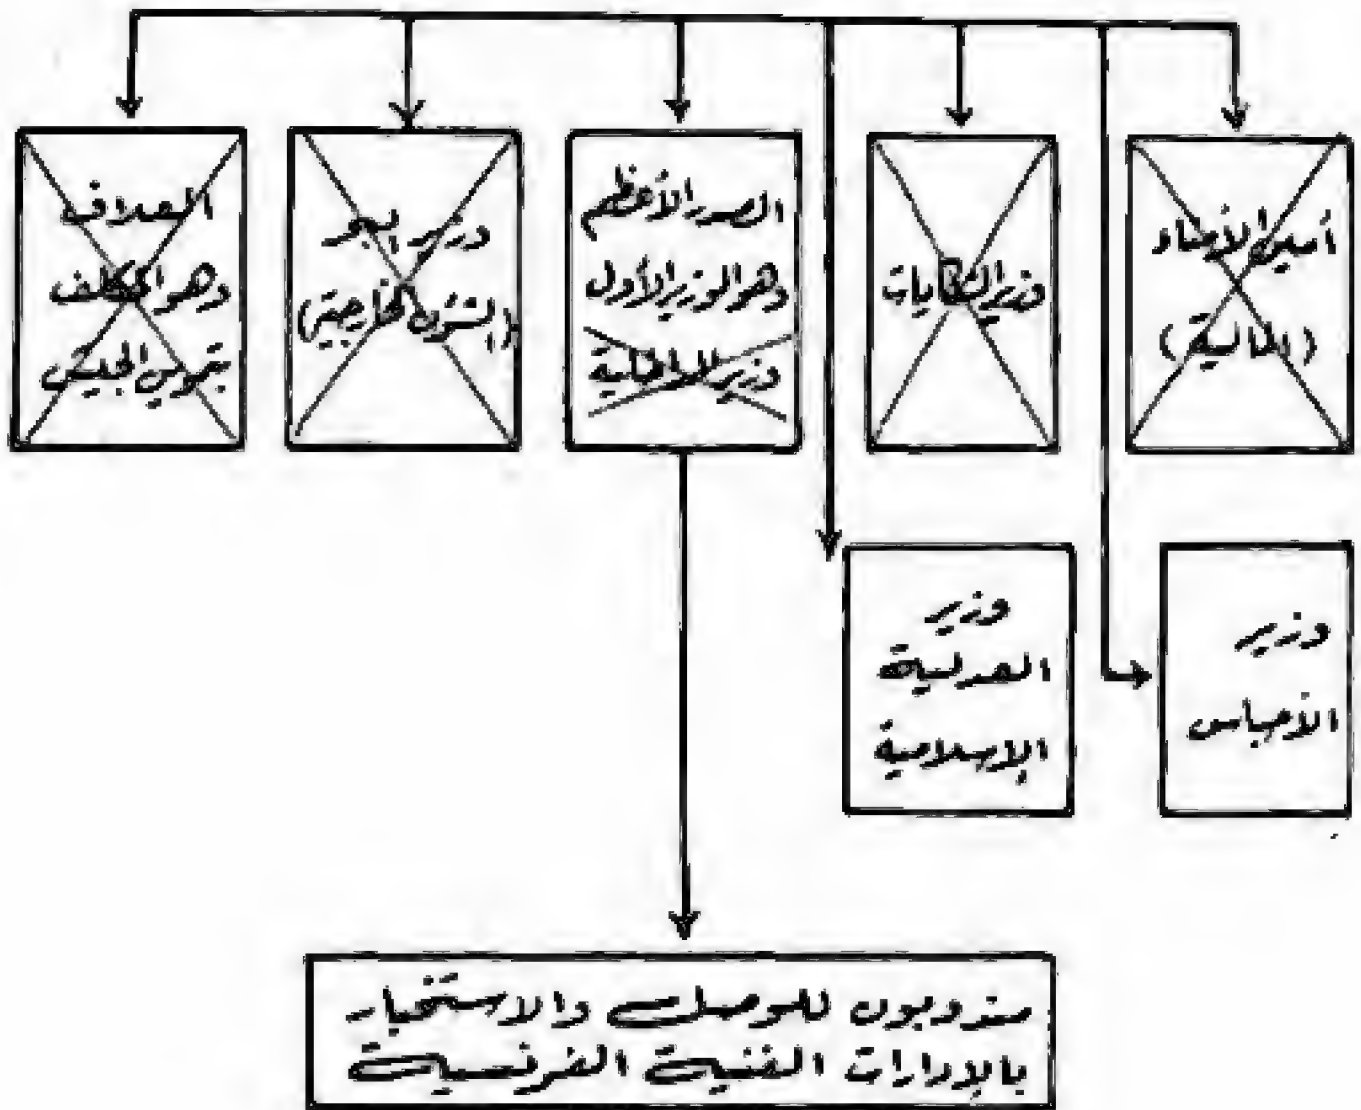 أمين الأمناء
(المالية)
وزير الشكايات
الصدر الأعظم
وهو الوزير الأول
وزير الداخلية
وزير البحر
(الشؤون الخارجية)
العلاف
وهو المكلف
بتموين الجيش
وزير
الأحباس
وزير
العدلية
الإسلامية
مندوبون للوصل والاستخبار
بالإدارات الفنية الفرنسية